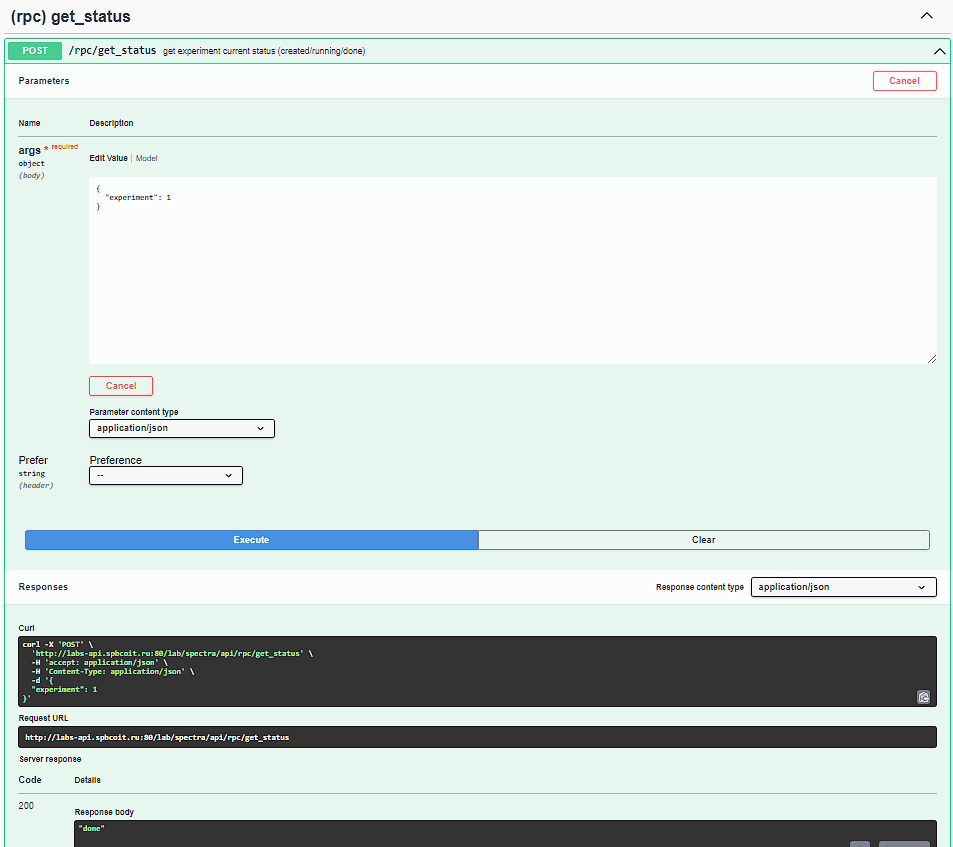 (rpc) get_status
POST /rpc/get_status get experiment current status (created/running/done)
Parameters Cancel
Name Description
args * required
object
(body)
Edit Value | Model
{
"experiment": 1
}
Cancel
Parameter content type
application/json
Prefer
string
(header)
Preference
--
Execute Clear
Responses Response content type application/json
Curl
curl -X 'POST' \
'http://labs-api.spbcoit.ru:80/lab/spectra/api/rpc/get_status' \
-H 'accept: application/json' \
-H 'Content-Type: application/json' \
-d '{
"experiment": 1
}'
Request URL
http://labs-api.spbcoit.ru:80/lab/spectra/api/rpc/get_status
Server response
Code Details
200
Response body
"done"